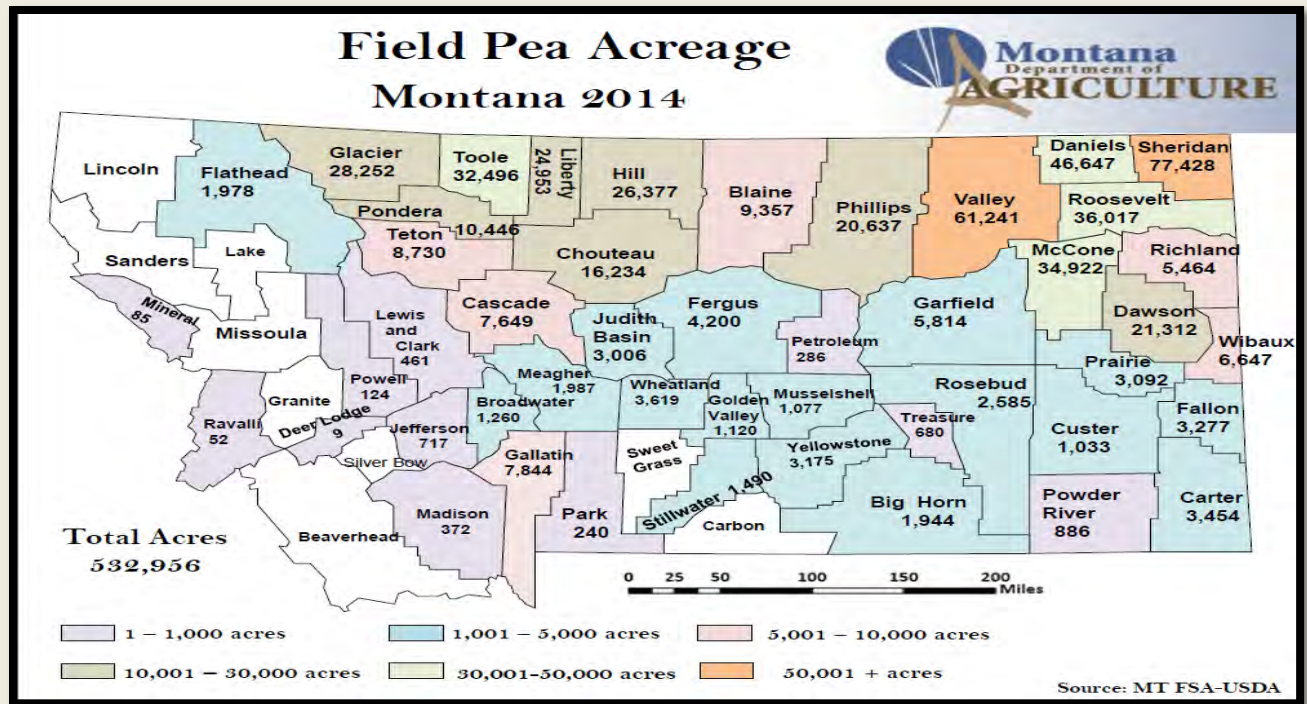 Field Pea Acreage
Montana 2014
Montana
Department of
AGRICULTURE
Lincoln
Flathead
1,978
Glacier
28,252
Toole
32,496
Liberty
24,953
Hill
26,377
Blaine
9,357
Phillips
20,637
Valley
61,241
Daniels
46,647
Sheridan
77,428
Roosevelt
36,017
Pondera
10,446
Teton
8,730
Chouteau
16,234
McCone
34,922
Richland
5,464
Sanders
Lake
Mineral
85
Missoula
Lewis
and
Clark
461
Cascade
7,649
Judith
Basin
3,006
Fergus
4,200
Petroleum
286
Garfield
5,814
Dawson
21,312
Wibaux
6,647
Prairie
3,092
Powell
124
Granite
Deer Lodge
9
Ravalli
52
Jefferson
717
Silver Bow
Meagher
1,987
Broadwater
1,260
Wheatland
3,619
Golden
Valley
1,120
Musselshell
1,077
Rosebud
2,585
Treasure
680
Custer
1,033
Fallon
3,277
Gallatin
7,844
Sweet
Grass
Yellowstone
3,175
Stillwater 1,490
Big Horn
1,944
Powder
River
886
Carter
3,454
Madison
372
Park
240
Carbon
Beaverhead
Total Acres
532,956
0 25 50 100 150 200
Miles
1 – 1,000 acres
1,001 – 5,000 acres
5,001 – 10,000 acres
10,001 – 30,000 acres
30,001-50,000 acres
50,001 + acres
Source: MT FSA-USDA